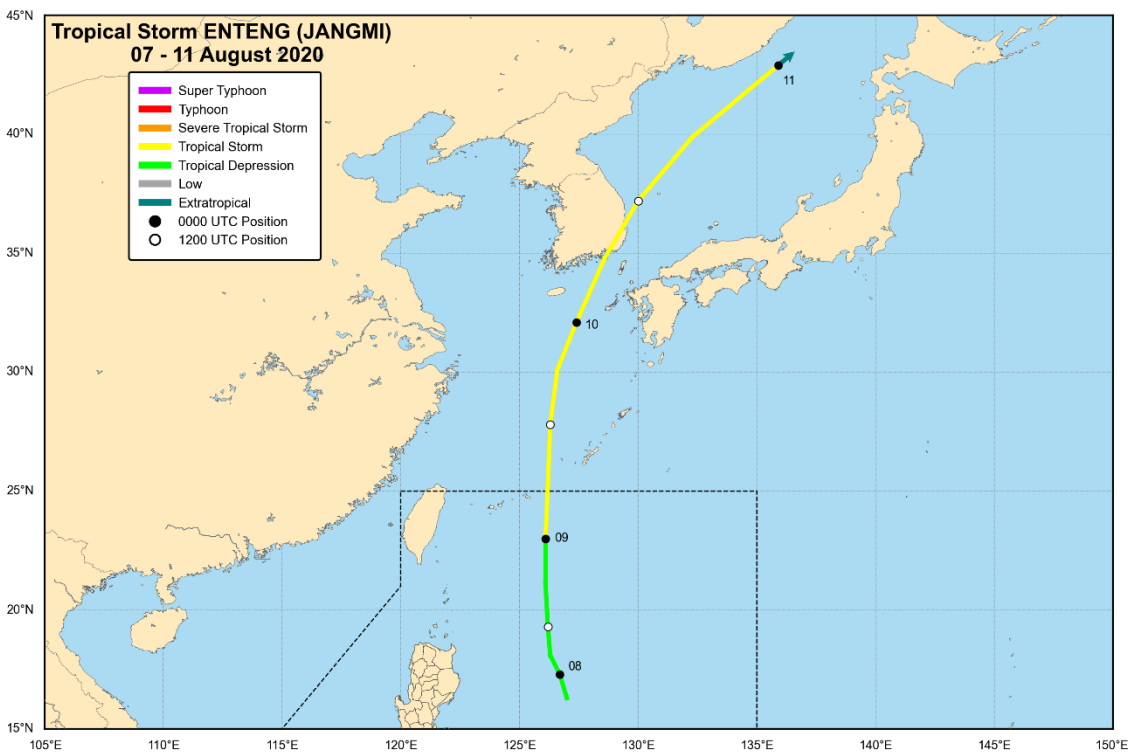 Tropical Storm ENTENG (JANGMI)
07 - 11 August 2020
Super Typhoon
Typhoon
Severe Tropical Storm
Tropical Storm
Tropical Depression
Low
Extratropical
0000 UTC Position
1200 UTC Position
45°N
40°N
35°N
30°N
25°N
20°N
15°N
11
10
09
08
105°E
110°E
115°E
120°E
125°E
130°E
135°E
140°E
145°E
150°E